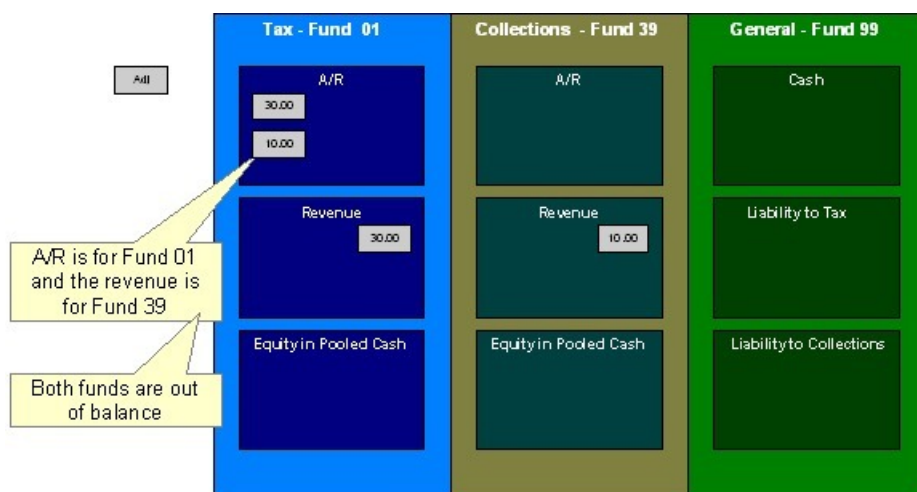 Tax - Fund 01
Collections - Fund 39
General - Fund 99
Adj
A/R
30.00
10.00
A/R
Cash
Revenue
30.00
Revenue
10.00
Liability to Tax
A/R is for Fund 01
and the revenue is
for Fund 39
Equity in Pooled Cash
Equity in Pooled Cash
Liability to Collections
Both funds are out
of balance